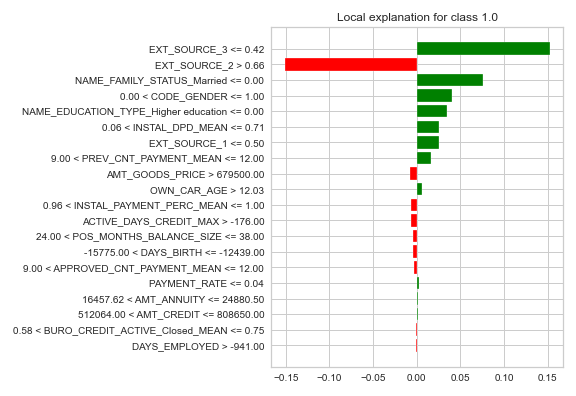 Local explanation for class 1.0
EXT_SOURCE_3 <= 0.42
EXT_SOURCE_2 > 0.66
NAME_FAMILY_STATUS_Married <= 0.00
0.00 < CODE_GENDER <= 1.00
NAME_EDUCATION_TYPE_Higher education <= 0.00
0.06 < INSTAL_DPD_MEAN <= 0.71
EXT_SOURCE_1 <= 0.50
9.00 < PREV_CNT_PAYMENT_MEAN <= 12.00
AMT_GOODS_PRICE > 679500.00
OWN_CAR_AGE > 12.03
0.96 < INSTAL_PAYMENT_PERC_MEAN <= 1.00
ACTIVE_DAYS_CREDIT_MAX > -176.00
24.00 < POS_MONTHS_BALANCE_SIZE <= 38.00
-15775.00 < DAYS_BIRTH <= -12439.00
9.00 < APPROVED_CNT_PAYMENT_MEAN <= 12.00
PAYMENT_RATE <= 0.04
16457.62 < AMT_ANNUITY <= 24880.50
512064.00 < AMT_CREDIT <= 808650.00
0.58 < BURO_CREDIT_ACTIVE_Closed_MEAN <= 0.75
DAYS_EMPLOYED > -941.00
−0.15 −0.10 −0.05 0.00 0.05 0.10 0.15